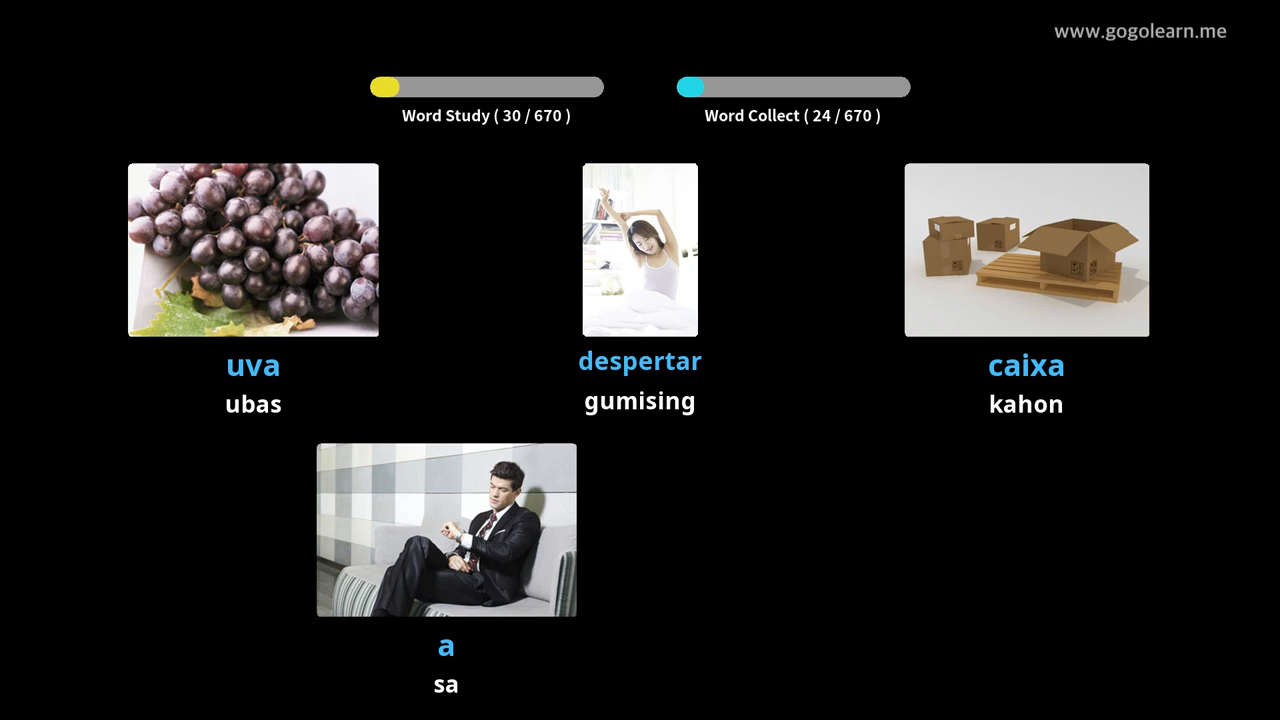 www.gogolearn.me
Word Study ( 30 / 670 )
Word Collect ( 24 / 670 )
uva
ubas
despertar
gumising
caixa
kahon
a
sa